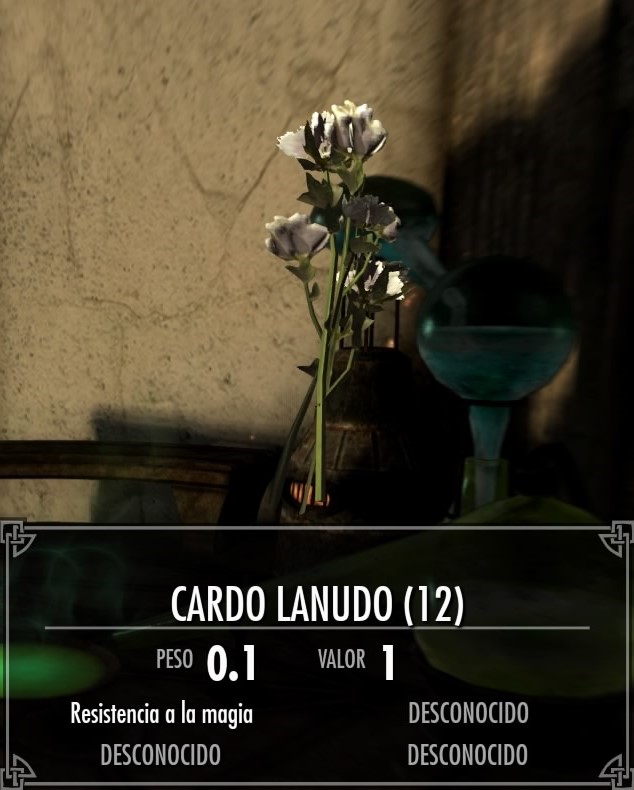 CARDO LANUDO (12)
PESO 0.1 VALOR 1
Resistencia a la magia DESCONOCIDO
DESCONOCIDO DESCONOCIDO